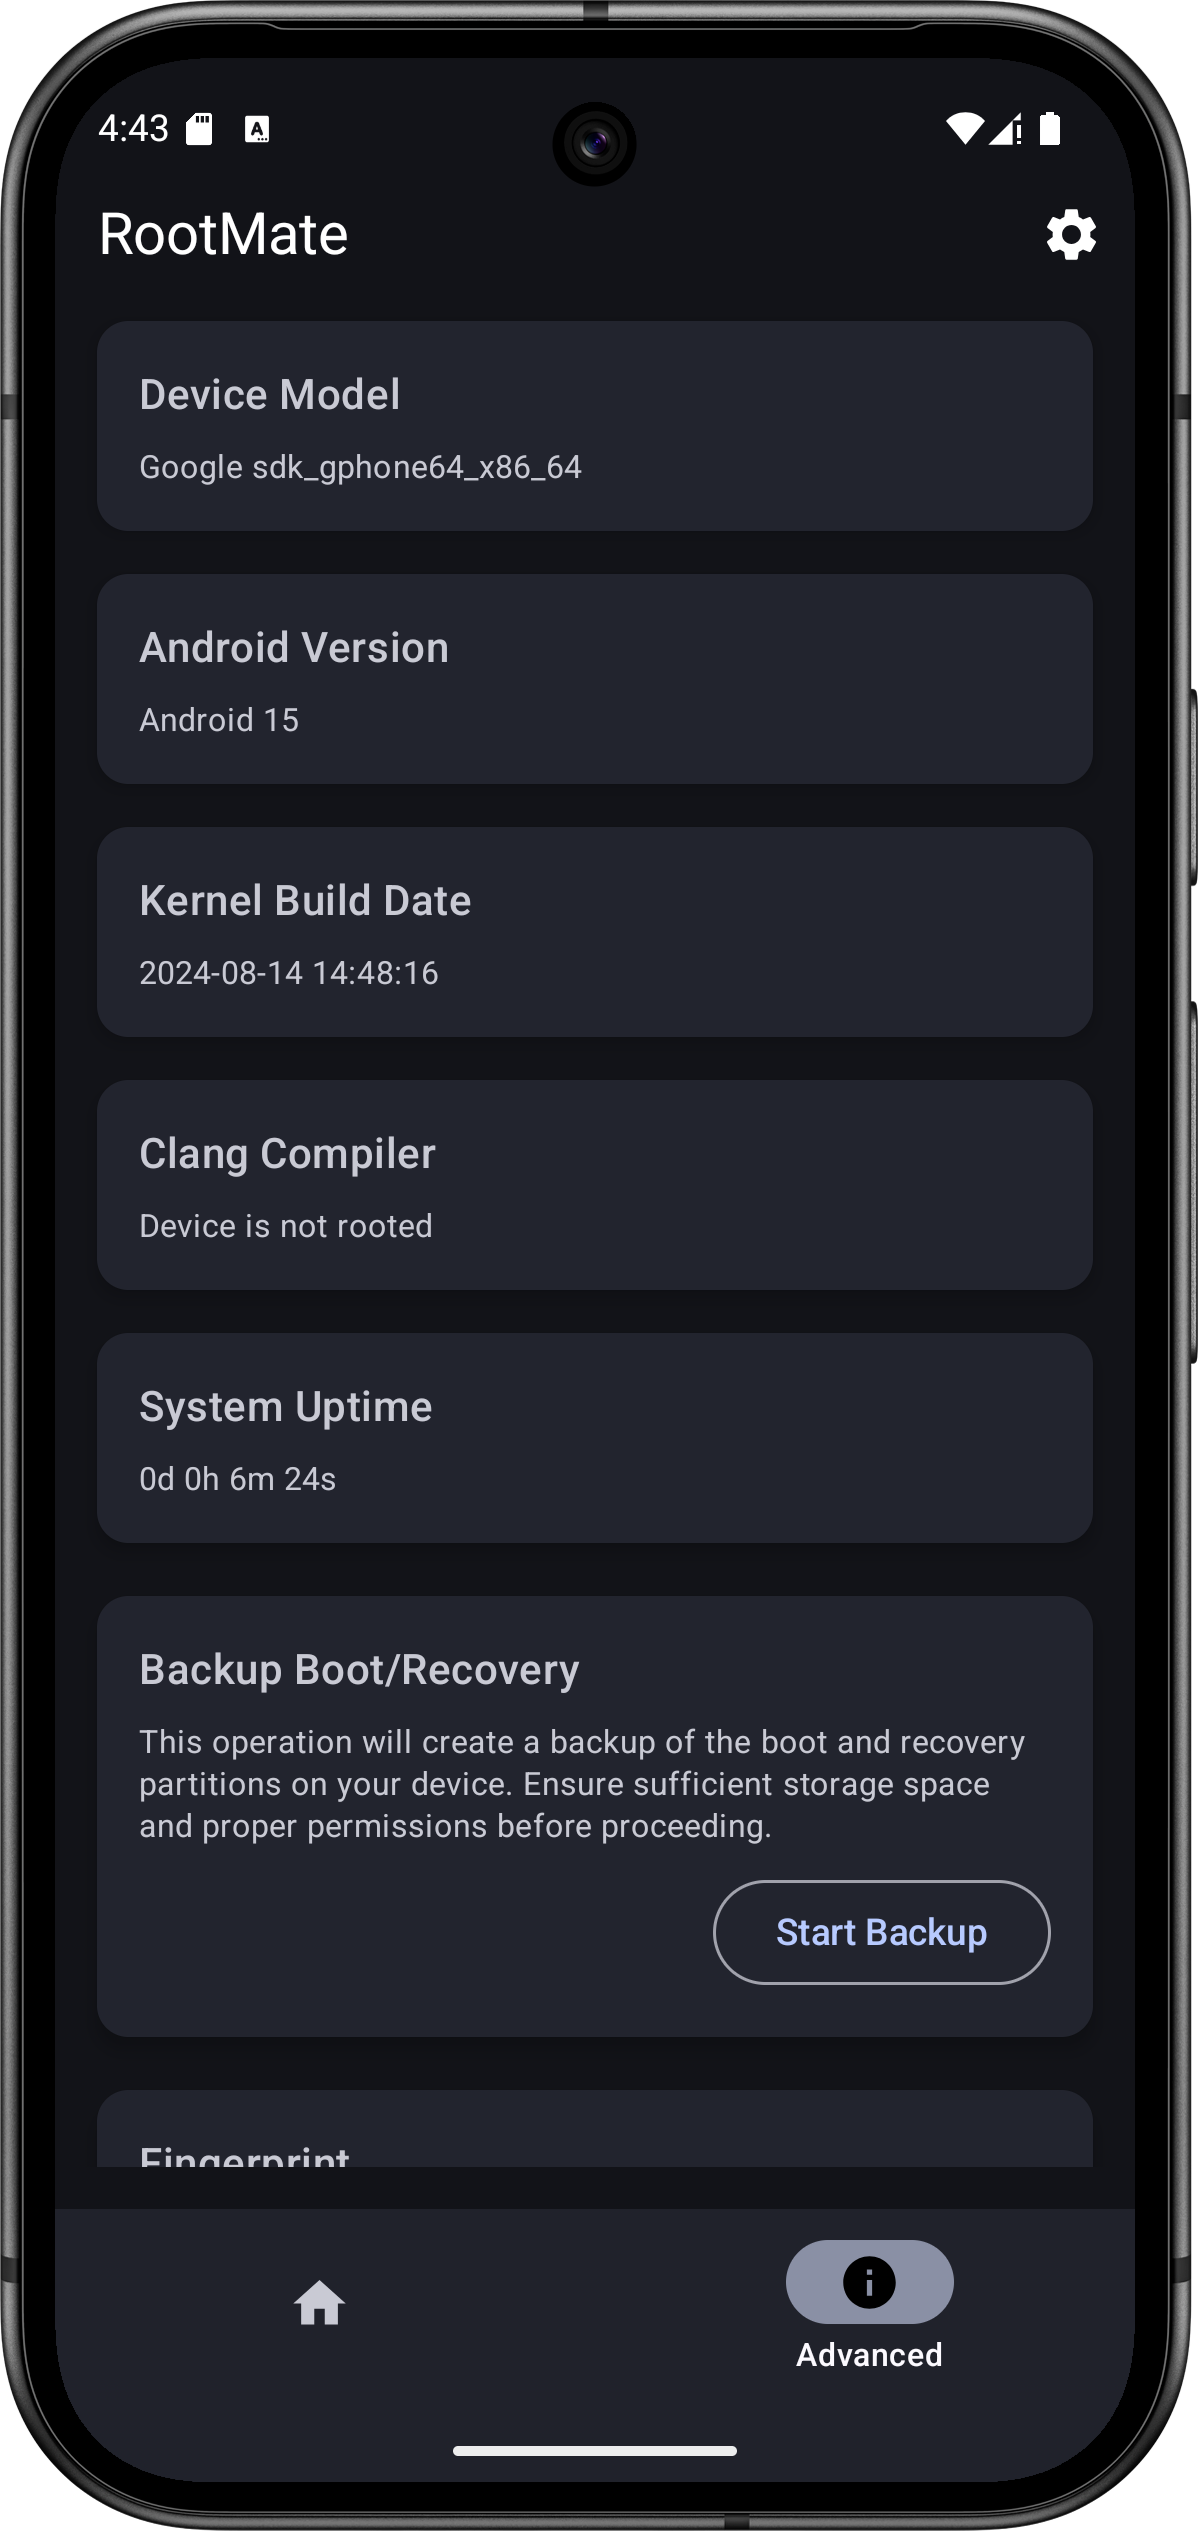 4:43
RootMate
Device Model
Google sdk_gphone64_x86_64
Android Version
Android 15
Kernel Build Date
2024-08-14 14:48:16
Clang Compiler
Device is not rooted
System Uptime
0d 0h 6m 24s
Backup Boot/Recovery
This operation will create a backup of the boot and recovery
partitions on your device. Ensure sufficient storage space
and proper permissions before proceeding.
Start Backup
Fingerprint
Advanced